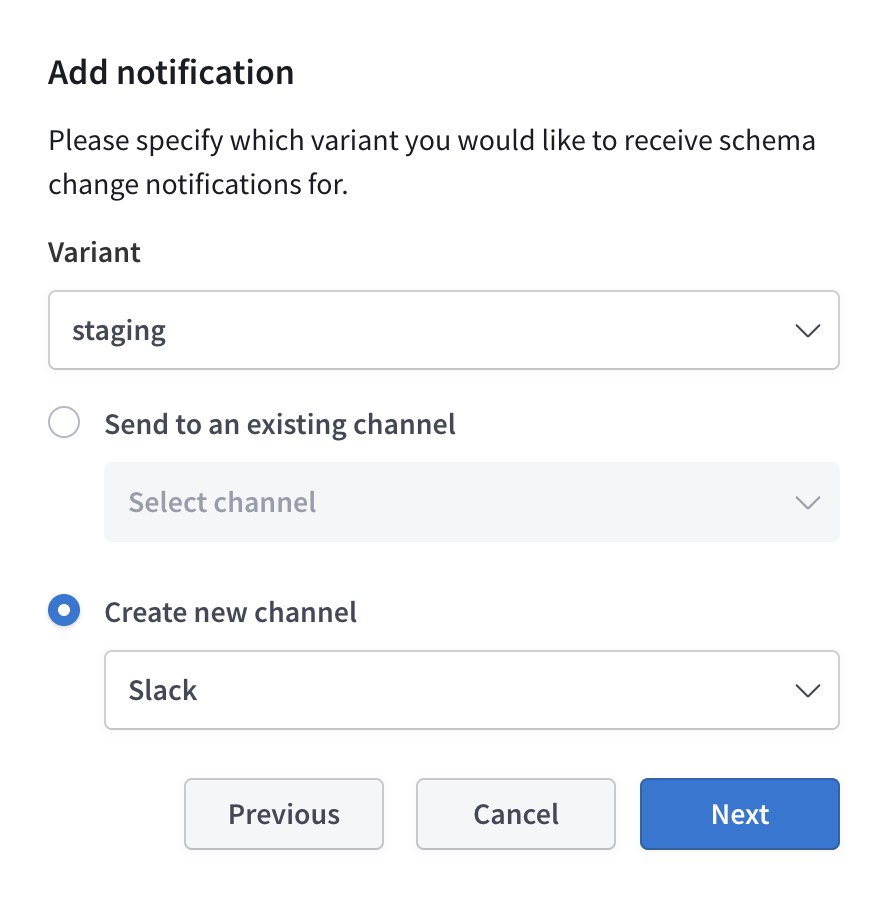 Add notification
Please specify which variant you would like to receive schema
change notifications for.
Variant
staging
Send to an existing channel
Select channel
Create new channel
Slack
Previous
Cancel
Next